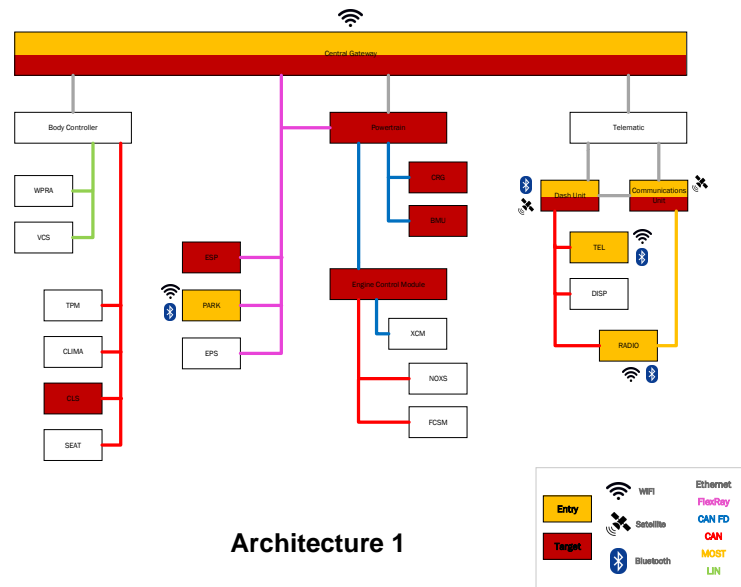 Central Gateway
Body Controller
Powertrain
Telematic
WPRA
VCS
CRG
BMU
Dash Unit
Communications
Unit
TEL
DISP
RADIO
ESP
PARK
EPS
Engine Control Module
XCM
NOXS
FCSM
TPM
CLIMA
CLS
SEAT
Architecture 1
Entry
Target
WIFI
Satellite
Bluetooth
Ethernet
FlexRay
CAN FD
CAN
MOST
LIN